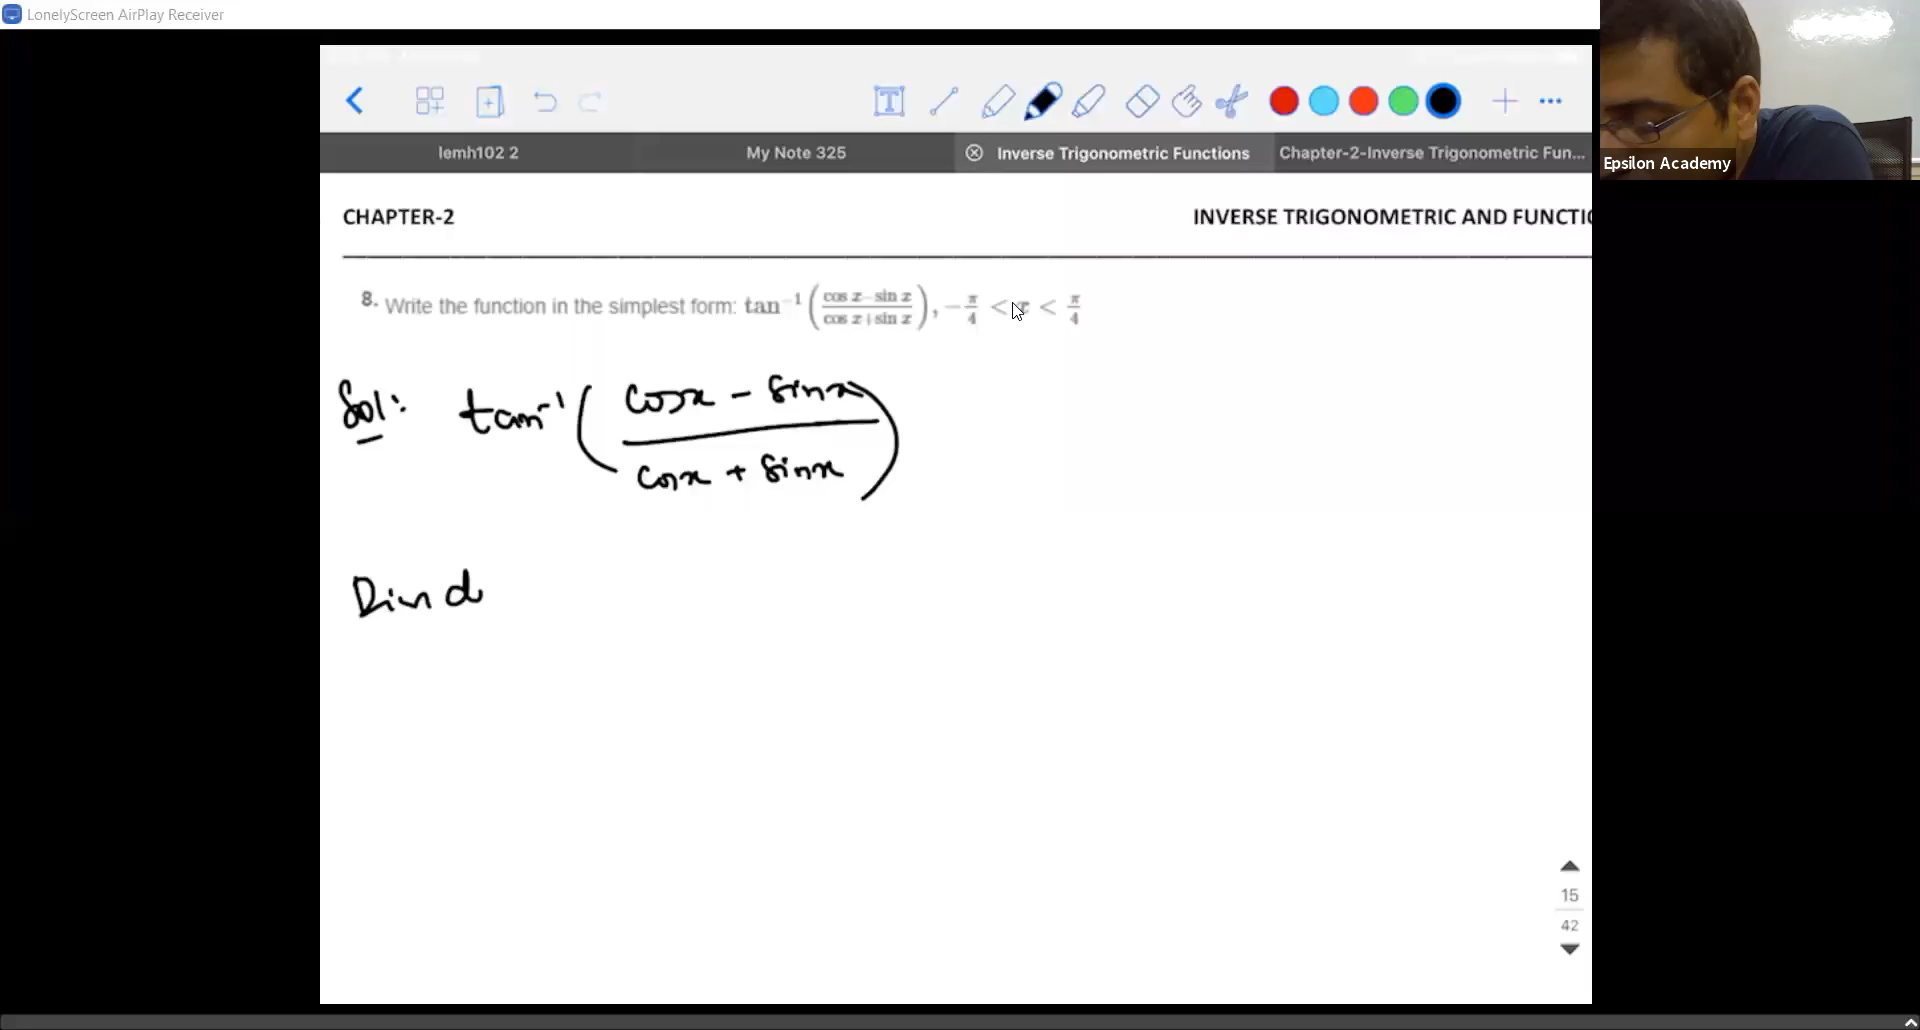 LonelyScreen AirPlay Receiver
lemh102 2
My Note 325
Inverse Trigonometric Functions
Chapter-2-Inverse Trigonometric Fun...
Epsilon Academy
CHAPTER-2
INVERSE TRIGONOMETRIC AND FUNCTIO
8. Write the function in the simplest form: tan⁻¹ ((cos x − sin x)/(cos x + sin x)), −π/4 < x < π/4
Sol: tan⁻¹ ((cosx − sinx)/(cosx + sinx))
15
42